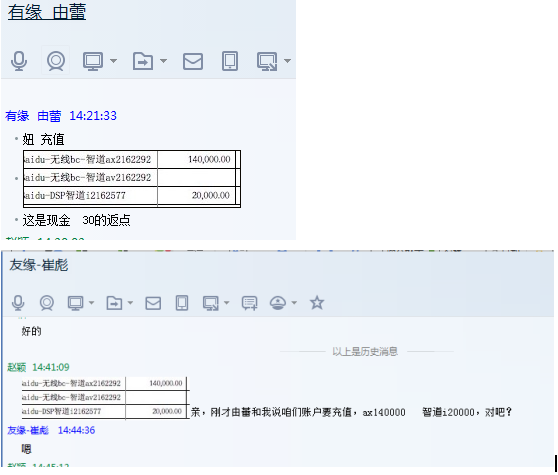 有缘 由蕾
有缘 由蕾 14:21:33
妞 充值
aidu-无线bc-智道ax2162292 140,000.00
aidu-无线bc-智道av2162292
aidu-DSP智道i2162577 20,000.00
这是现金 30的返点
友缘-崔彪
好的
以上是历史消息
赵颖 14:41:09
aidu-无线bc-智道ax2162292 140,000.00
aidu-无线bc-智道av2162292
aidu-DSP智道i2162577 20,000.00
亲，刚才由蕾和我说咱们账户要充值，ax140000 智道i20000，对吧？
友缘-崔彪 14:44:36
嗯
赵颖 14:45:12